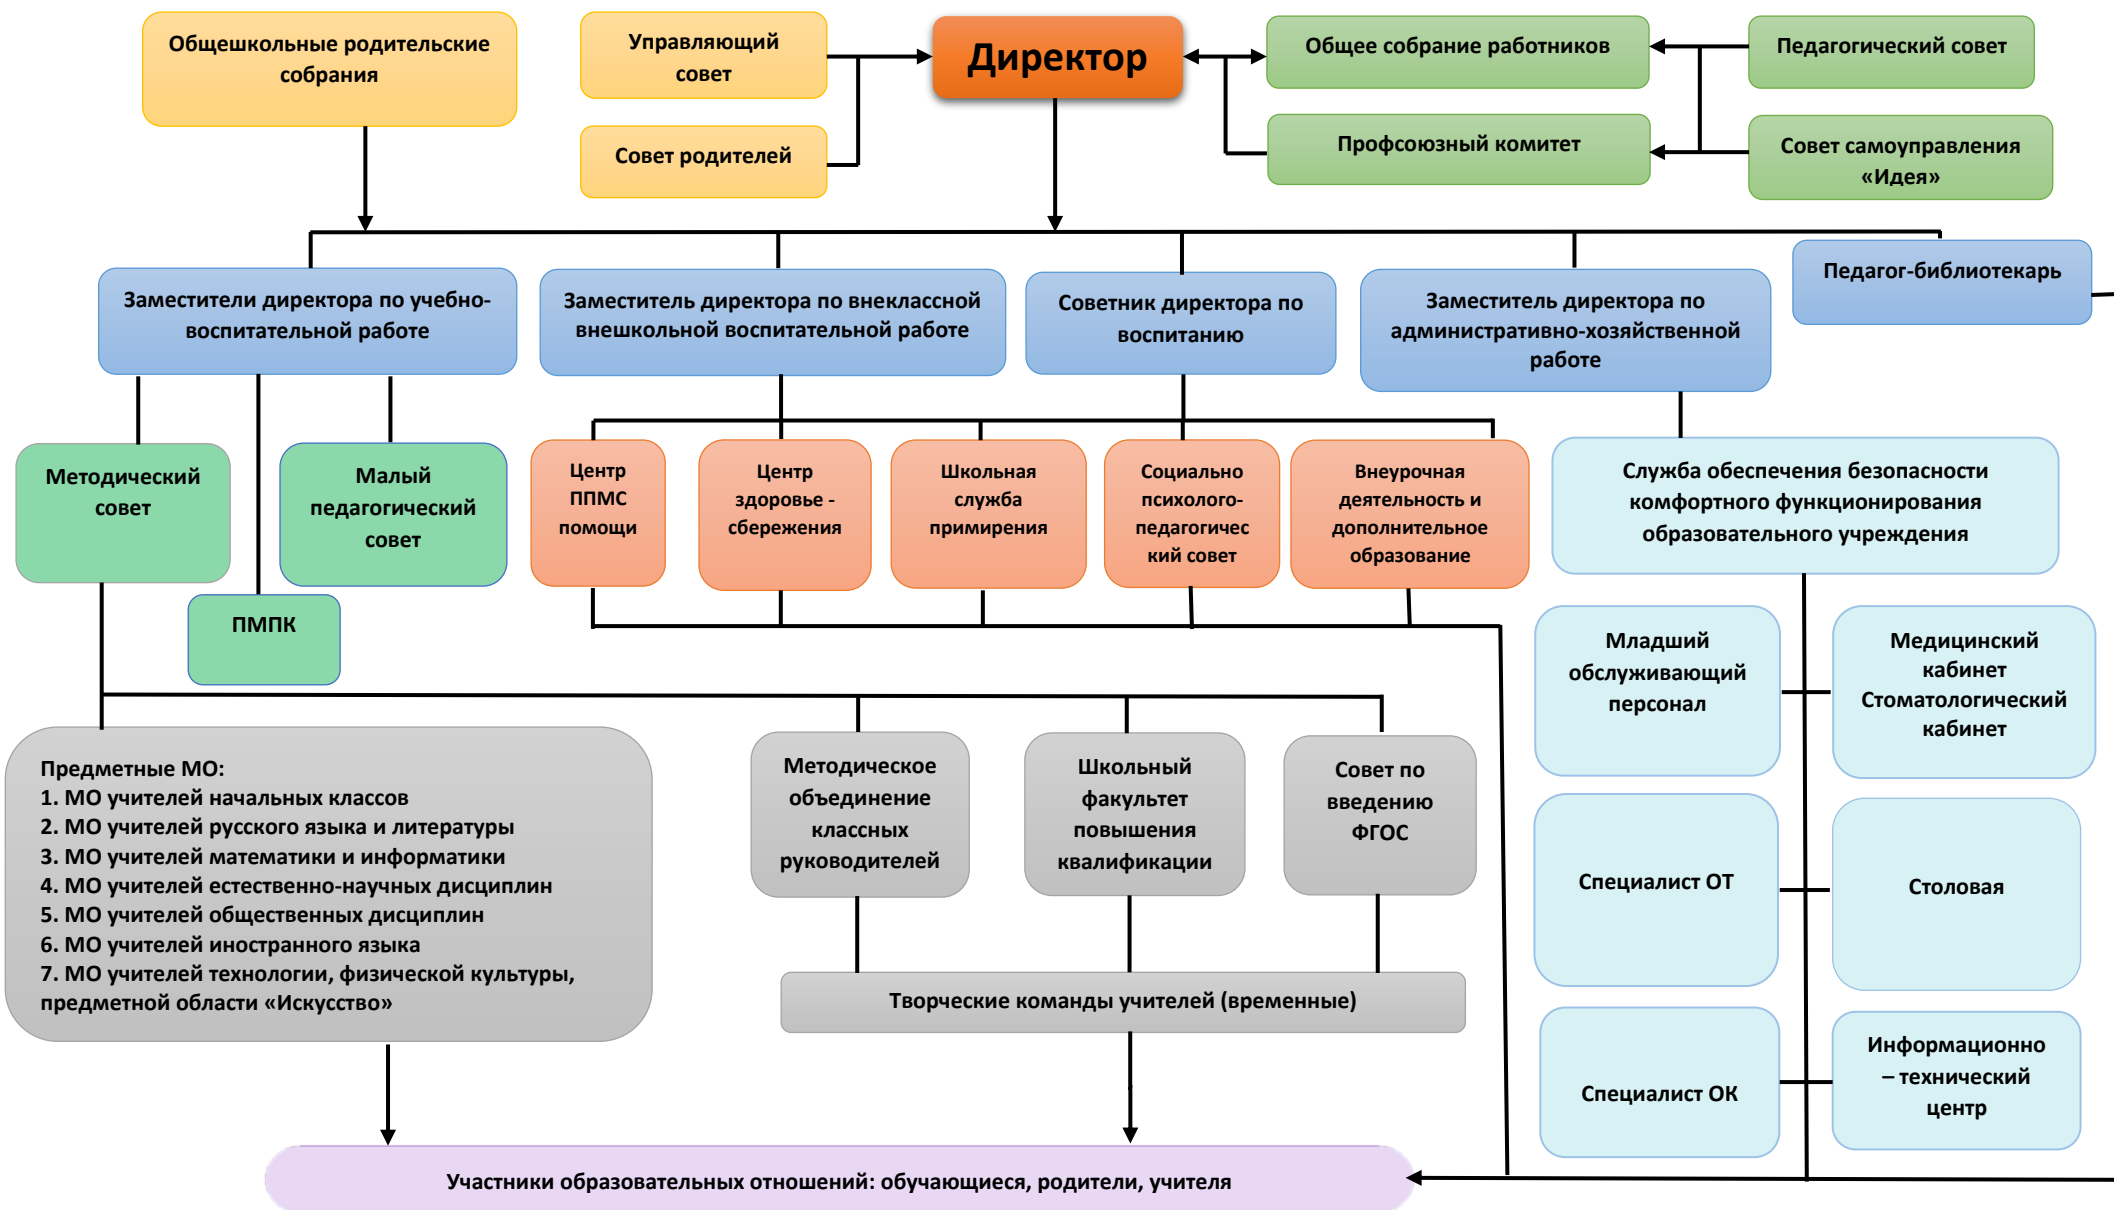 Общешкольные родительские
собрания
Управляющий
совет
Директор
Общее собрание работников
Педагогический совет
Совет родителей
Профсоюзный комитет
Совет самоуправления
«Идея»
Заместители директора по учебно-
воспитательной работе
Заместитель директора по внеклассной
внешкольной воспитательной работе
Советник директора по
воспитанию
Заместитель директора по
административно-хозяйственной
работе
Педагог-библиотекарь
Методический
совет
Малый
педагогический
совет
ПМПК
Центр
ППМС
помощи
Центр
здоровье -
сбережения
Школьная
служба
примирения
Социально
психолого-
педагогичес
кий совет
Внеурочная
деятельность и
дополнительное
образование
Служба обеспечения безопасности
комфортного функционирования
образовательного учреждения
Младший
обслуживающий
персонал
Медицинский
кабинет
Стоматологический
кабинет
Предметные МО:
1. МО учителей начальных классов
2. МО учителей русского языка и литературы
3. МО учителей математики и информатики
4. МО учителей естественно-научных дисциплин
5. МО учителей общественных дисциплин
6. МО учителей иностранного языка
7. МО учителей технологии, физической культуры,
предметной области «Искусство»
Методическое
объединение
классных
руководителей
Школьный
факультет
повышения
квалификации
Совет по
введению
ФГОС
Специалист ОТ
Столовая
Творческие команды учителей (временные)
Специалист ОК
Информационно
– технический
центр
Участники образовательных отношений: обучающиеся, родители, учителя